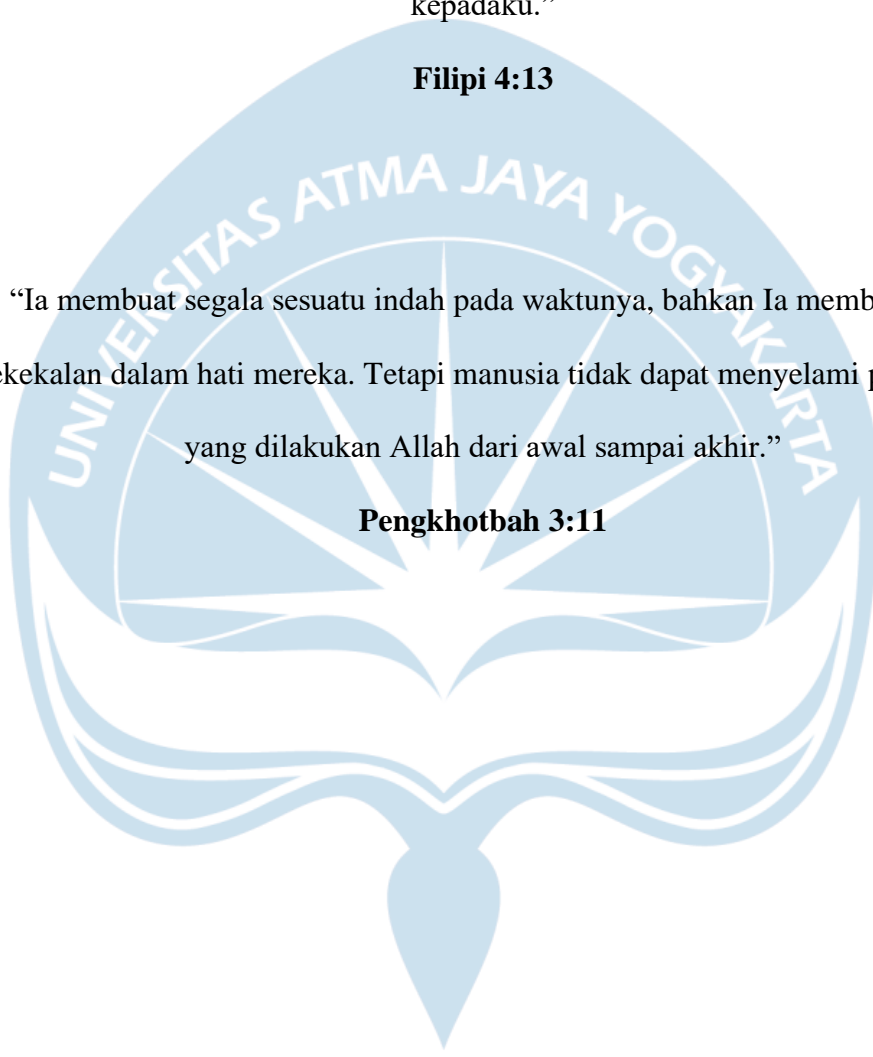 kepadaku.”
Filipi 4:13
UNIVERSITAS ATMA JAYA YOGYAKARTA
“Ia membuat segala sesuatu indah pada waktunya, bahkan Ia memb
ekekalan dalam hati mereka. Tetapi manusia tidak dapat menyelami p
yang dilakukan Allah dari awal sampai akhir.”
Pengkhotbah 3:11